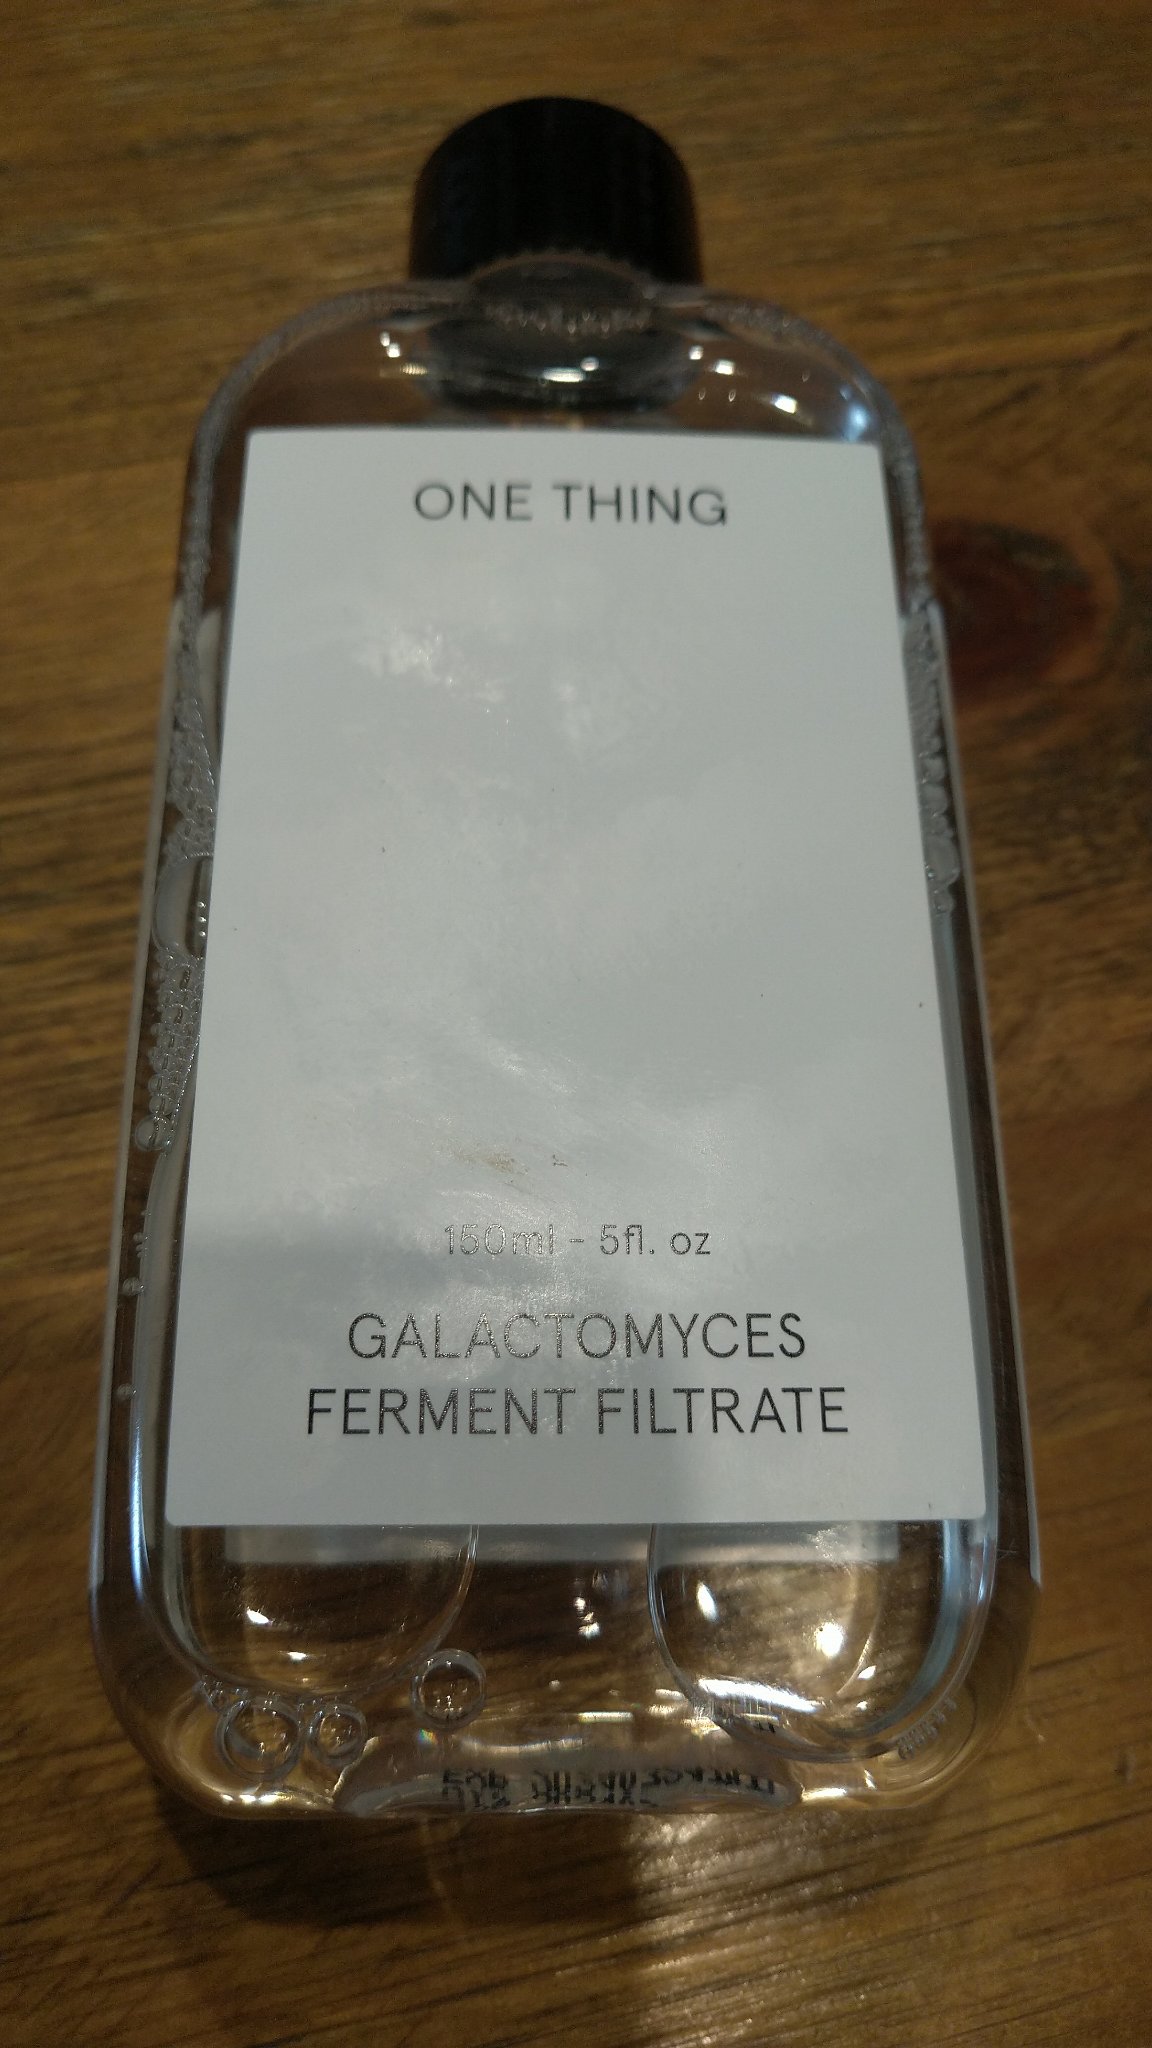 ONE THING
150ml - 5fl. oz
GALACTOMYCES
FERMENT FILTRATE